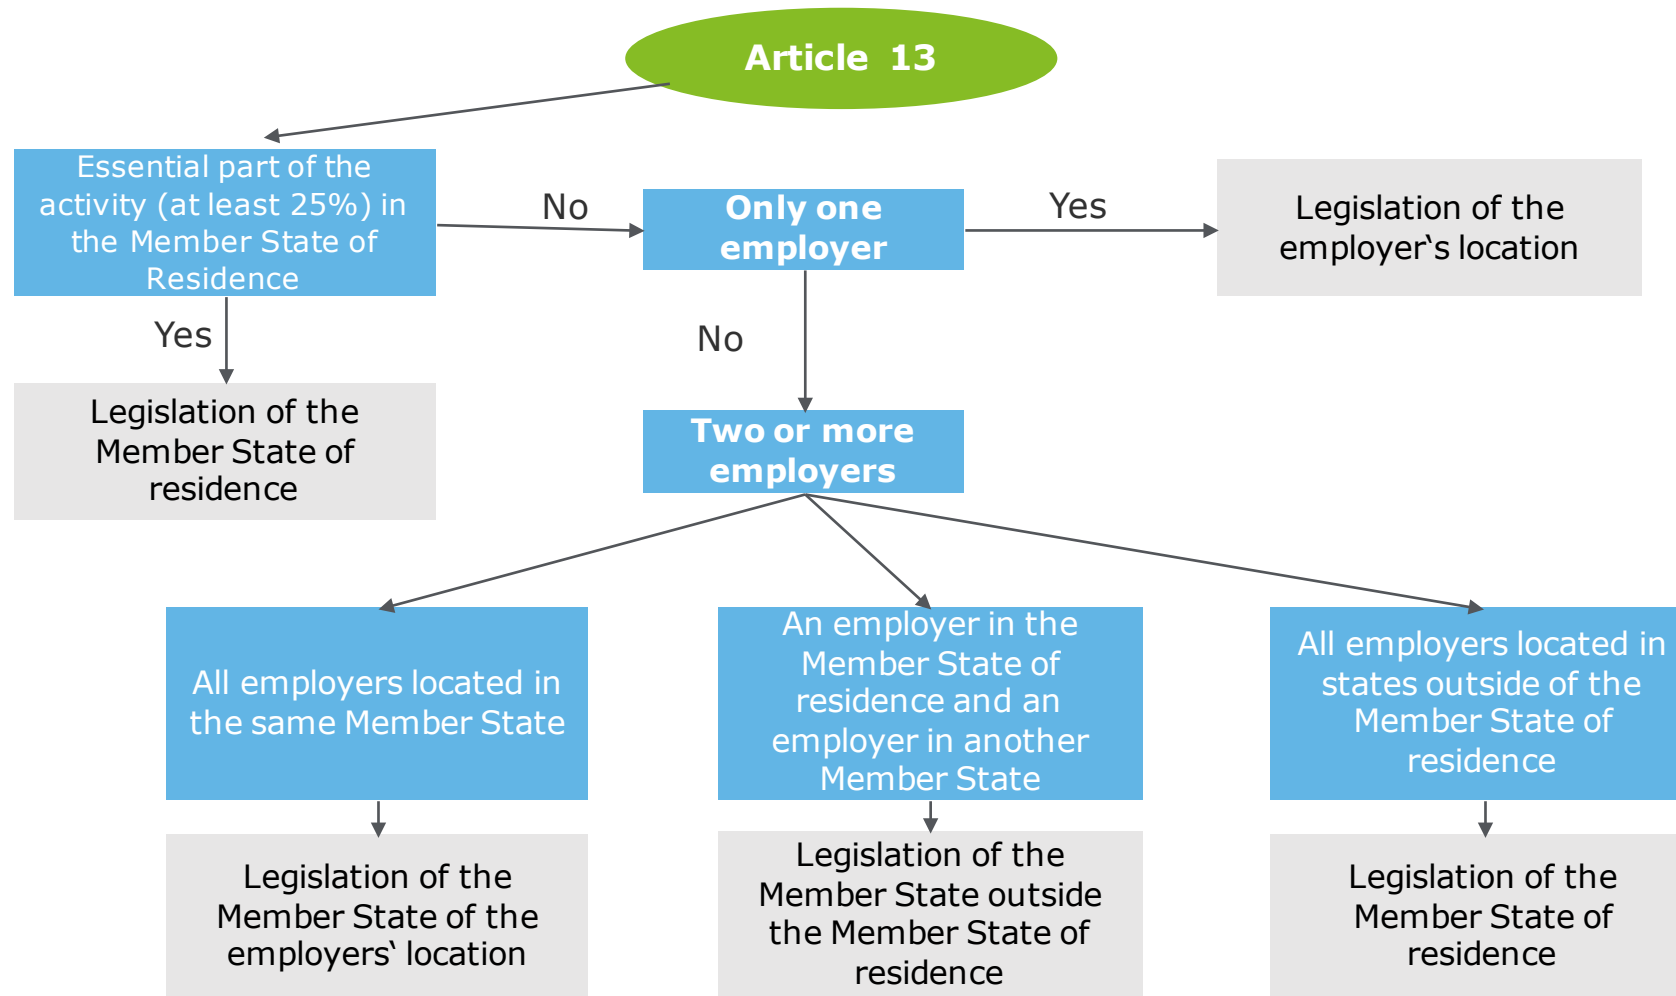 Article 13
Essential part of the
activity (at least 25%) in
the Member State of
Residence
No
Only one
employer
Yes
Legislation of the
employer‘s location
Yes
Legislation of the
Member State of
residence
No
Two or more
employers
All employers located in
the same Member State
An employer in the
Member State of
residence and an
employer in another
Member State
All employers located in
states outside of the
Member State of
residence
Legislation of the
Member State of the
employers‘ location
Legislation of the
Member State outside
the Member State of
residence
Legislation of the
Member State of
residence